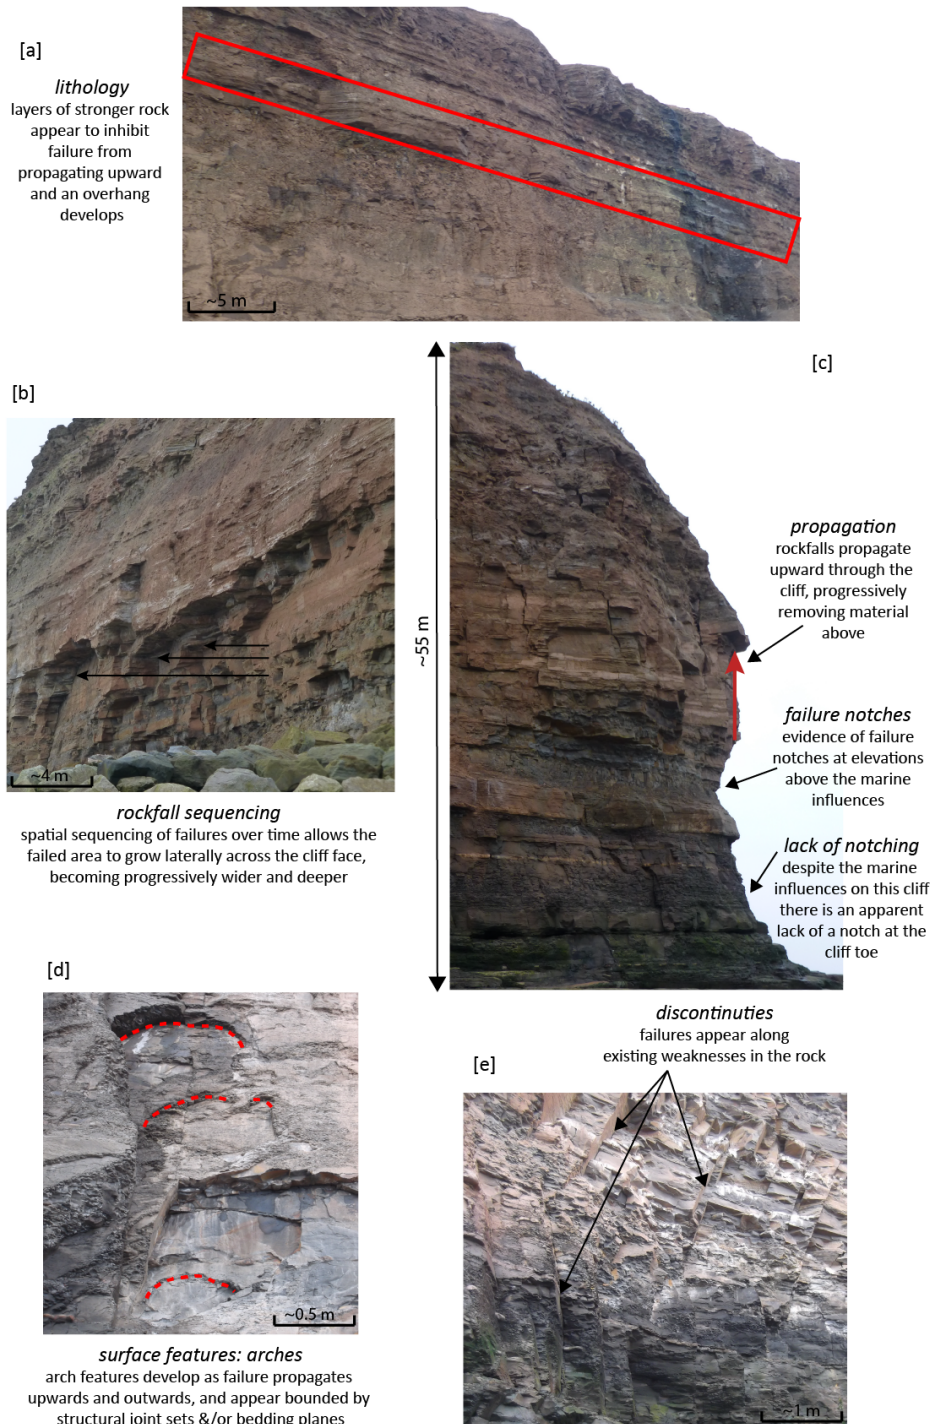 [a]
lithology
layers of stronger rock
appear to inhibit
failure from
propagating upward
and an overhang
develops
~5 m
[b]
~4 m
rockfall sequencing
spatial sequencing of failures over time allows the
failed area to grow laterally across the cliff face,
becoming progressively wider and deeper
[c]
~55 m
propagation
rockfalls propagate
upward through the
cliff, progressively
removing material
above
failure notches
evidence of failure
notches at elevations
above the marine
influences
lack of notching
despite the marine
influences on this cliff
there is an apparent
lack of a notch at the
cliff toe
[d]
~0.5 m
surface features: arches
arch features develop as failure propagates
upwards and outwards, and appear bounded by
structural joint sets &/or bedding planes
discontinuties
failures appear along
existing weaknesses in the rock
[e]
~1 m